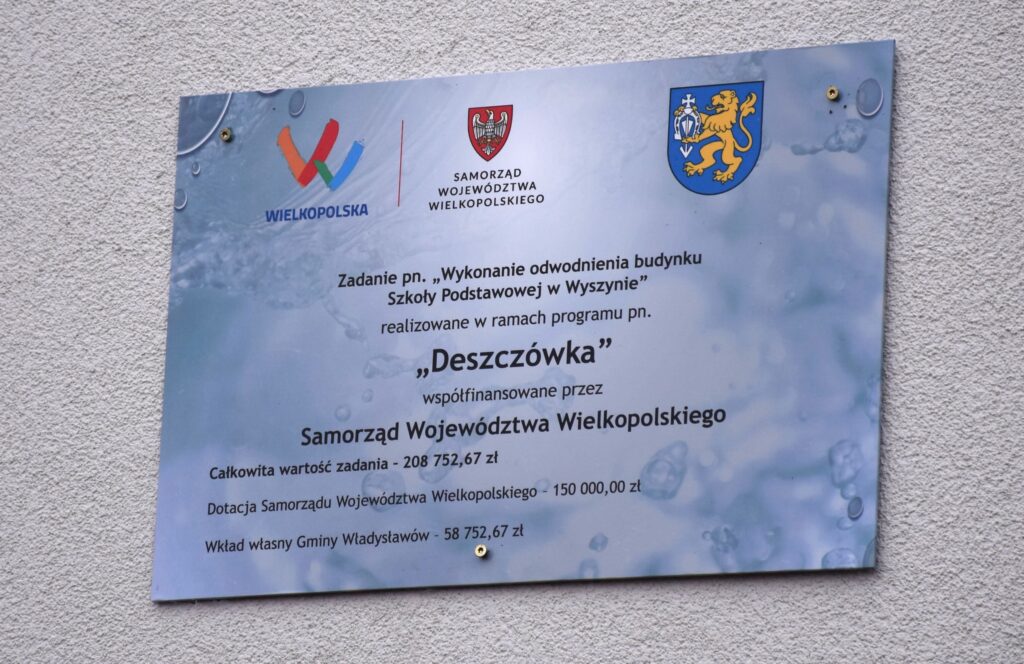 WIELKOPOLSKA
SAMORZĄD
WOJEWÓDZTWA
WIELKOPOLSKIEGO
Zadanie pn. „Wykonanie odwodnienia budynku
Szkoły Podstawowej w Wyszynie”
realizowane w ramach programu pn.
„Deszczówka”
współfinansowane przez
Samorząd Województwa Wielkopolskiego
Całkowita wartość zadania – 208 752,67 zł
Dotacja Samorządu Województwa Wielkopolskiego – 150 000,00 zł
Wkład własny Gminy Władysławów – 58 752,67 zł